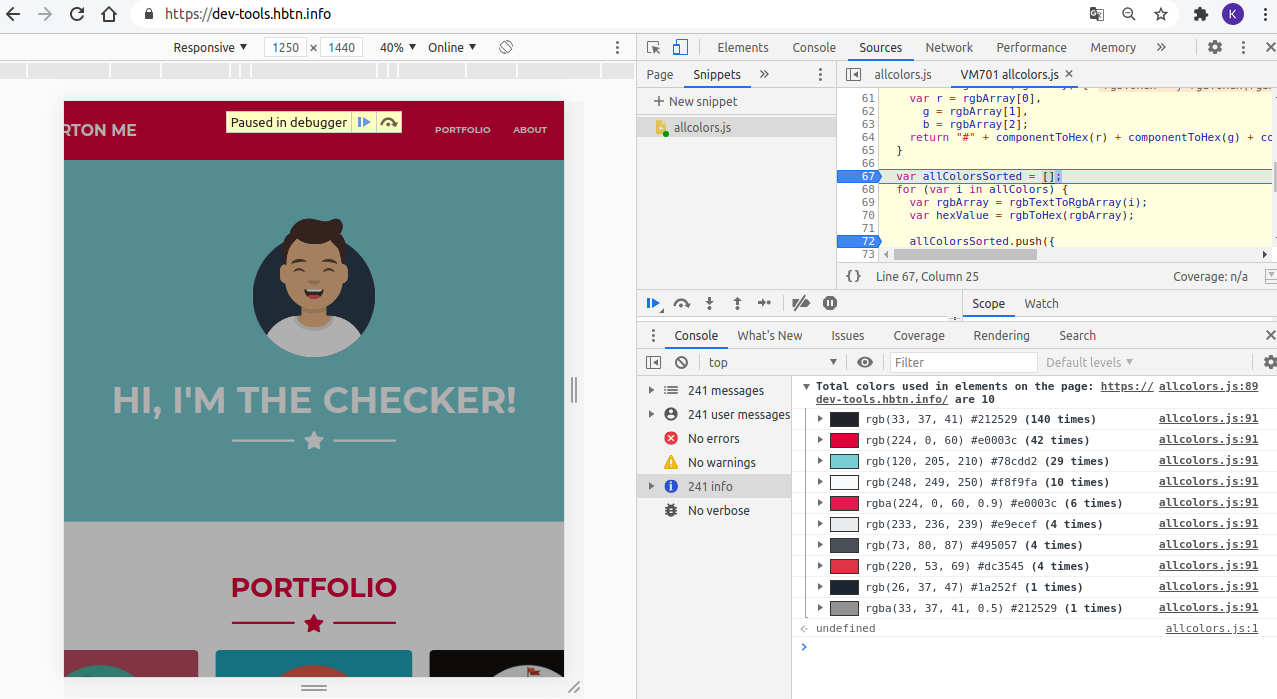 https://dev-tools.hbtn.info
K
Responsive ▼ 1250 × 1440 40% ▼ Online ▼
Elements Console Sources Network Performance Memory »
Page Snippets »
allcolors.js VM701 allcolors.js ×
+ New snippet
allcolors.js
61 var r = rgbArray[0],
62 g = rgbArray[1],
63 b = rgbArray[2];
64 return "#" + componentToHex(r) + componentToHex(g) + co
65 }
66
67 var allColorsSorted = [];
68 for (var i in allColors) {
69 var rgbArray = rgbTextToRgbArray(i);
70 var hexValue = rgbToHex(rgbArray);
71
72 allColorsSorted.push({
73
{} Line 67, Column 25 Coverage: n/a
Scope Watch
Console What's New Issues Coverage Rendering Search
top ▼ Filter Default levels ▼
241 messages
241 user messages
No errors
No warnings
241 info
No verbose
Total colors used in elements on the page: https:// allcolors.js:89
dev-tools.hbtn.info/ are 10
rgb(33, 37, 41) #212529 (140 times) allcolors.js:91
rgb(224, 0, 60) #e0003c (42 times) allcolors.js:91
rgb(120, 205, 210) #78cdd2 (29 times) allcolors.js:91
rgb(248, 249, 250) #f8f9fa (10 times) allcolors.js:91
rgba(224, 0, 60, 0.9) #e0003c (6 times) allcolors.js:91
rgb(233, 236, 239) #e9ecef (4 times) allcolors.js:91
rgb(73, 80, 87) #495057 (4 times) allcolors.js:91
rgb(220, 53, 69) #dc3545 (4 times) allcolors.js:91
rgb(26, 37, 47) #1a252f (1 times) allcolors.js:91
rgba(33, 37, 41, 0.5) #212529 (1 times) allcolors.js:91
undefined allcolors.js:1
RTON ME
Paused in debugger
PORTFOLIO ABOUT
HI, I'M THE CHECKER!
PORTFOLIO